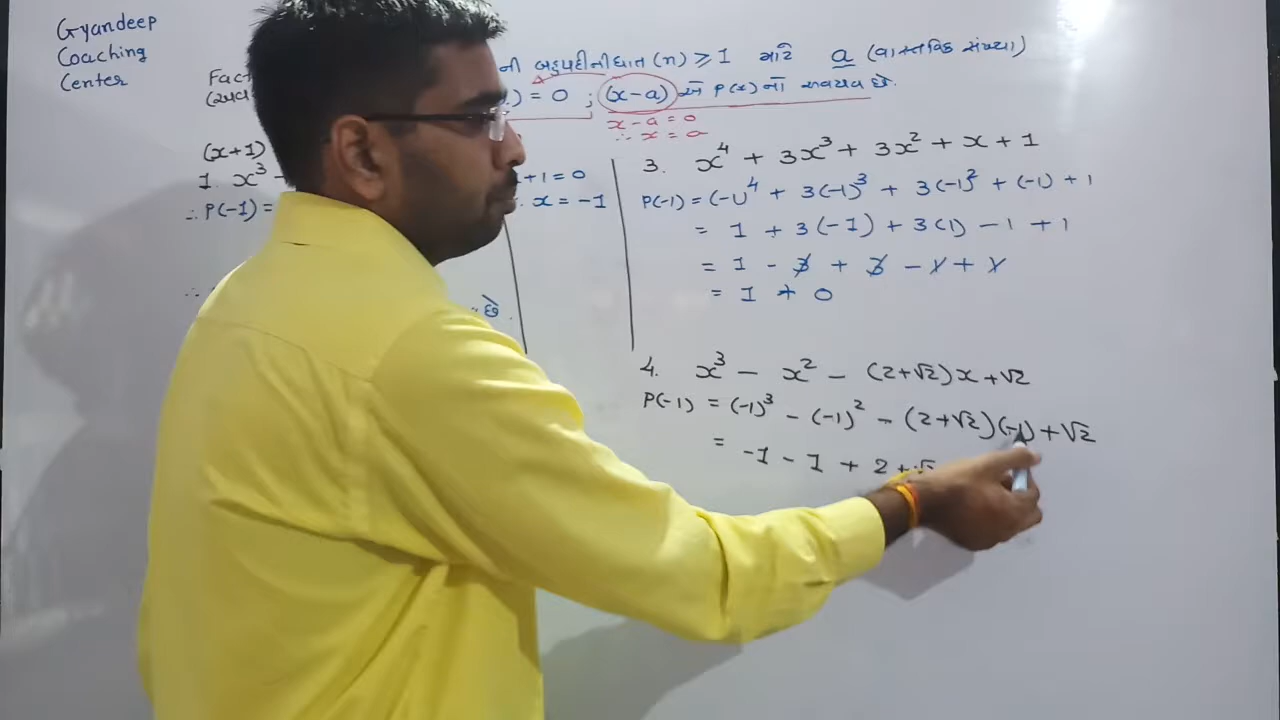 Gyandeep
Coaching
Center
ની બહુપદીની ઘાત (n) ⩾ 1 માટે a (વાસ્તવિક સંખ્યા)
= 0 ; (x-a) એ P(x)નો અવયવ છે.
x-a = 0
∴ x = a
(x+1)
1. x³ -
+1 = 0
∴ P(-1) =
x = -1
છે.
3. x⁴ + 3x³ + 3x² + x + 1
P(-1) = (-1)⁴ + 3(-1)³ + 3(-1)² + (-1) + 1
= 1 + 3(-1) + 3(1) - 1 + 1
= 1 - 3 + 3 - 1 + 1
= 1 ≠ 0
4. x³ - x² - (2+√2)x + √2
P(-1) = (-1)³ - (-1)² - (2+√2)(-1) + √2
= -1 - 1 + 2 + √2